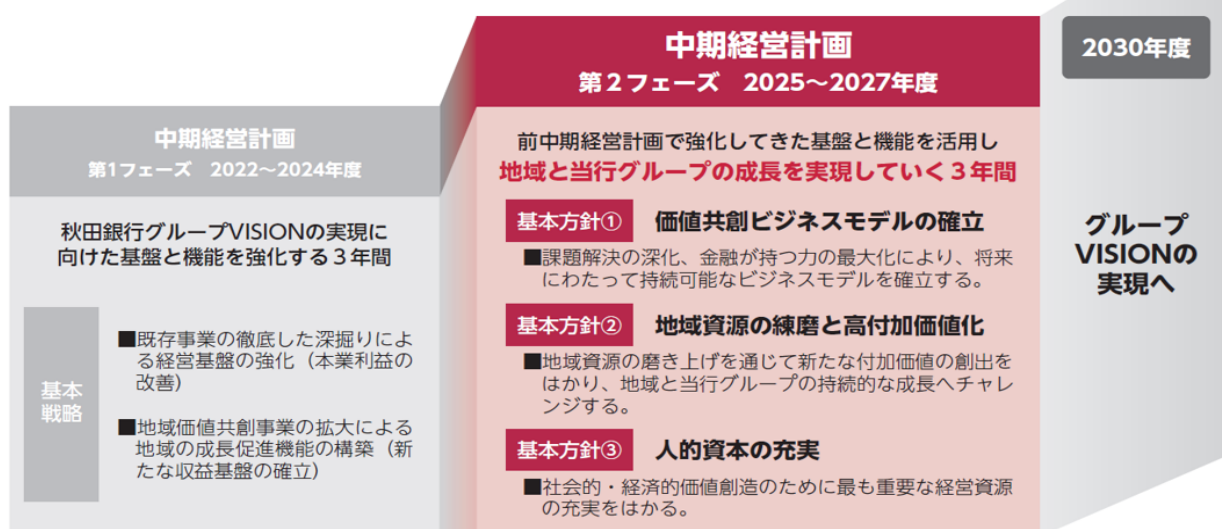 中期経営計画
第1フェーズ 2022～2024年度
秋田銀行グループVISIONの実現に
向けた基盤と機能を強化する３年間
基本
戦略
■既存事業の徹底した深掘りによ
る経営基盤の強化（本業利益の
改善）
■地域価値共創事業の拡大による
地域の成長促進機能の構築（新
たな収益基盤の確立）
中期経営計画
第２フェーズ 2025～2027年度
前中期経営計画で強化してきた基盤と機能を活用し
地域と当行グループの成長を実現していく３年間
基本方針① 価値共創ビジネスモデルの確立
■課題解決の深化、金融が持つ力の最大化により、将来
にわたって持続可能なビジネスモデルを確立する。
基本方針② 地域資源の練磨と高付加価値化
■地域資源の磨き上げを通じて新たな付加価値の創出を
はかり、地域と当行グループの持続的な成長へチャレ
ンジする。
基本方針③ 人的資本の充実
■社会的・経済的価値創造のために最も重要な経営資源
の充実をはかる。
2030年度
グループ
VISIONの
実現へ